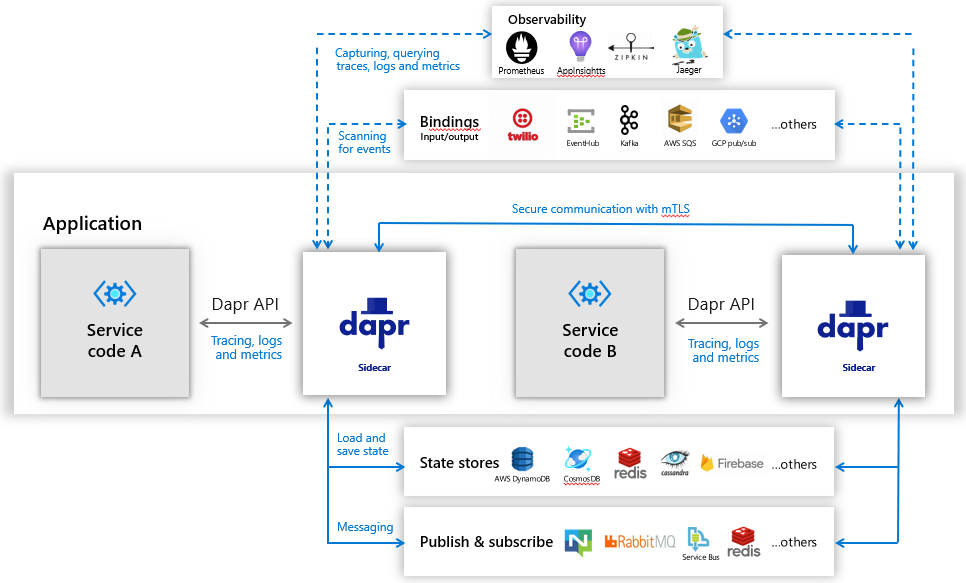 Observability
Prometheus
AppInsightts
ZIPKIN
Jaeger
Capturing, querying
traces, logs and metrics
Bindings
Input/output
twilio
EventHub
Kafka
AWS SQS
GCP pub/sub
...others
Scanning
for events
Application
Secure communication with mTLS
Service
code A
Dapr API
Tracing, logs
and metrics
dapr
Sidecar
Service
code B
Dapr API
Tracing, logs
and metrics
dapr
Sidecar
Load and
save state
State stores
AWS DynamoDB
CosmosDB
redis
cassandra
Firebase
...others
Messaging
Publish & subscribe
N
RabbitMQ
Service Bus
redis
...others